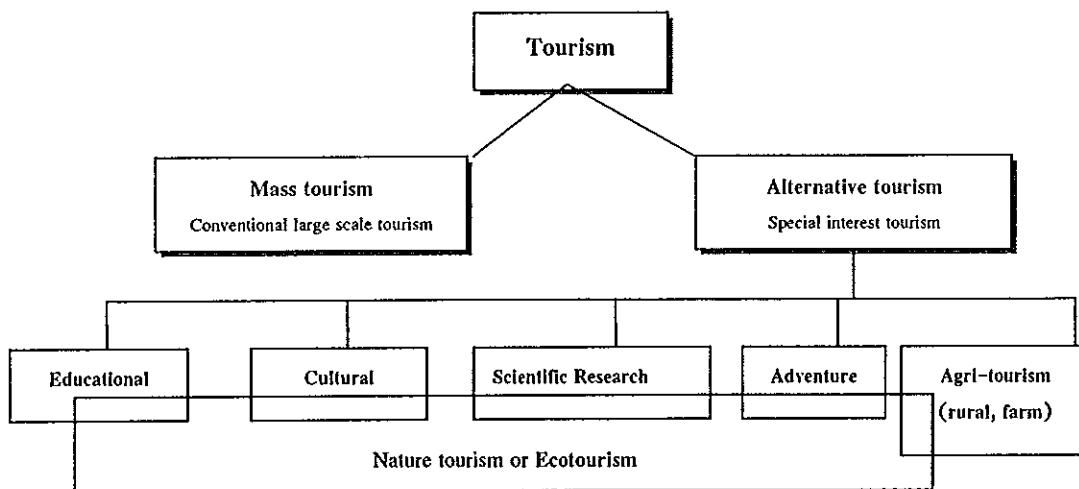 Tourism
Mass tourism
Conventional large scale tourism
Alternative tourism
Special interest tourism
Educational
Cultural
Scientific Research
Adventure
Agri-tourism
(rural, farm)
Nature tourism or Ecotourism